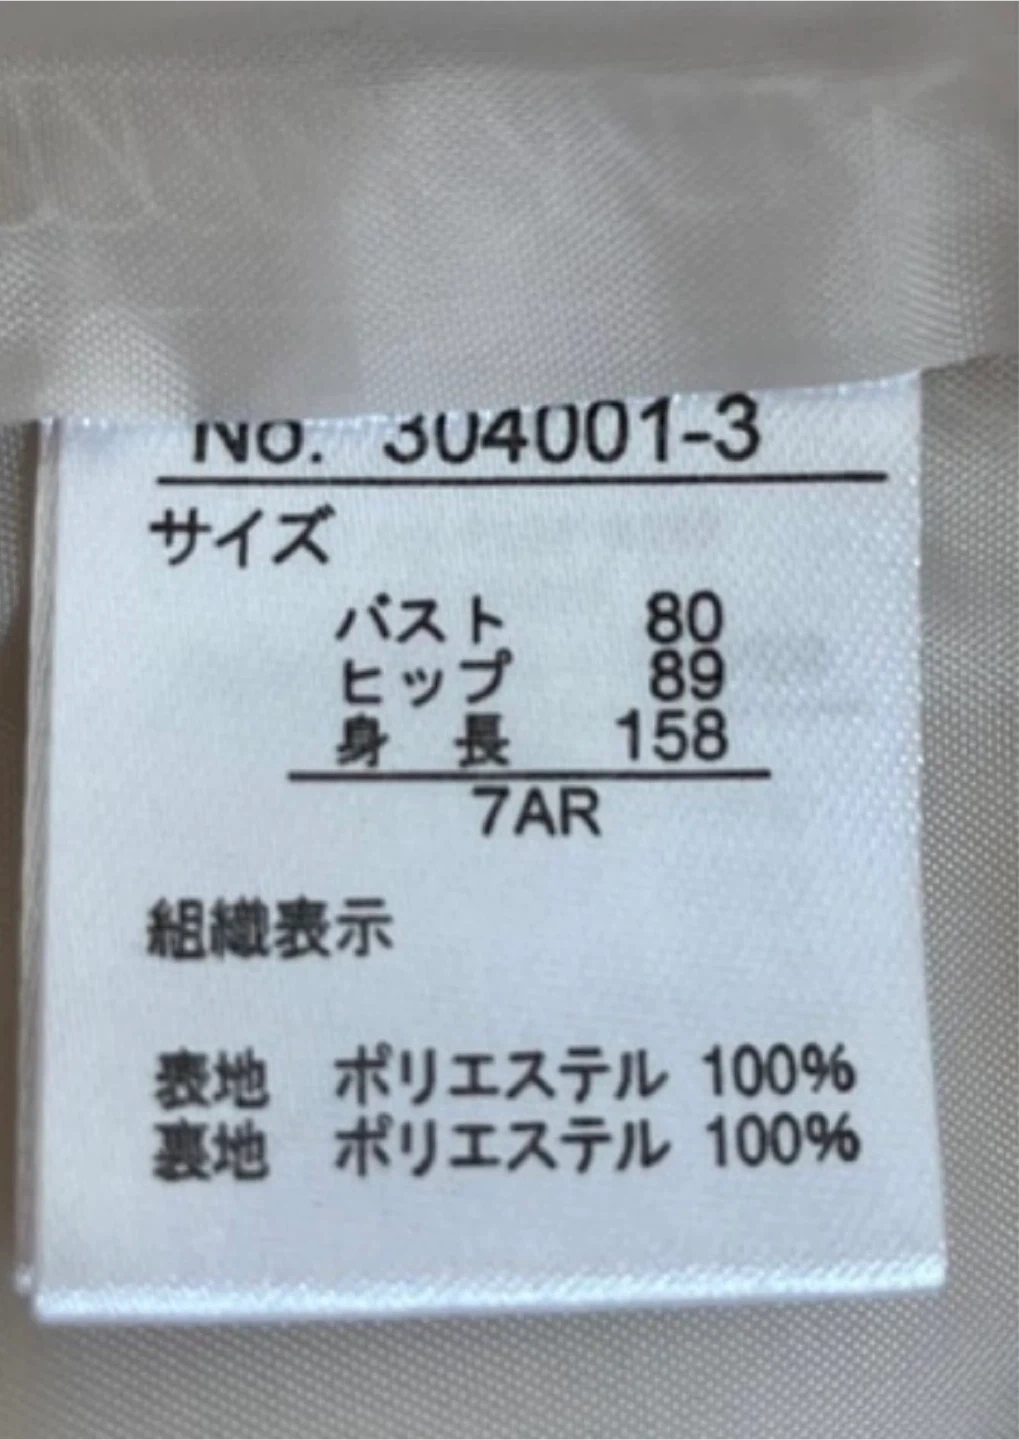 No. 304001-3
サイズ
バスト 80
ヒップ 89
身 長 158
7AR
組織表示
表地 ポリエステル 100%
裏地 ポリエステル 100%